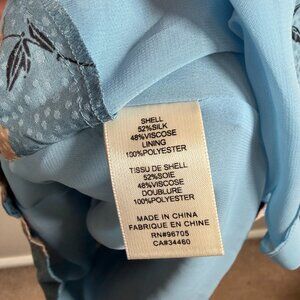 SHELL
52%SILK
48%VISCOSE
LINING
100%POLYESTER
TISSU DE SHELL
52%SOIE
48%VISCOSE
DOUBLURE
100%POLYESTER
MADE IN CHINA
FABRIQUE EN CHINE
RN#96705
CA#34460